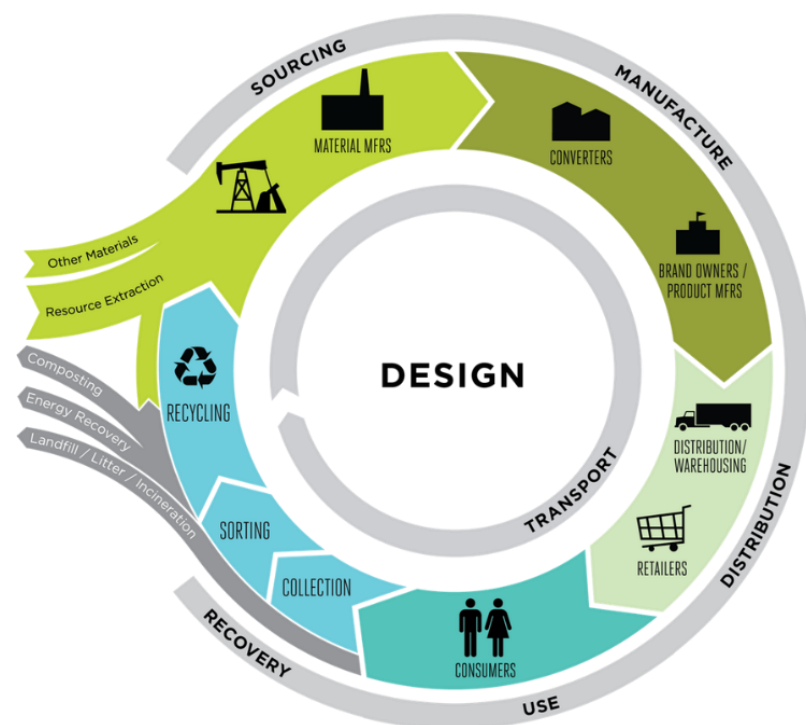 SOURCING
MANUFACTURE
MATERIAL MFRS
CONVERTERS
Other Materials
Resource Extraction
BRAND OWNERS /
PRODUCT MFRS
Composting
Energy Recovery
Landfill / Litter / Incineration
DESIGN
RECYCLING
DISTRIBUTION/
WAREHOUSING
TRANSPORT
DISTRIBUTION
SORTING
RETAILERS
COLLECTION
CONSUMERS
RECOVERY
USE